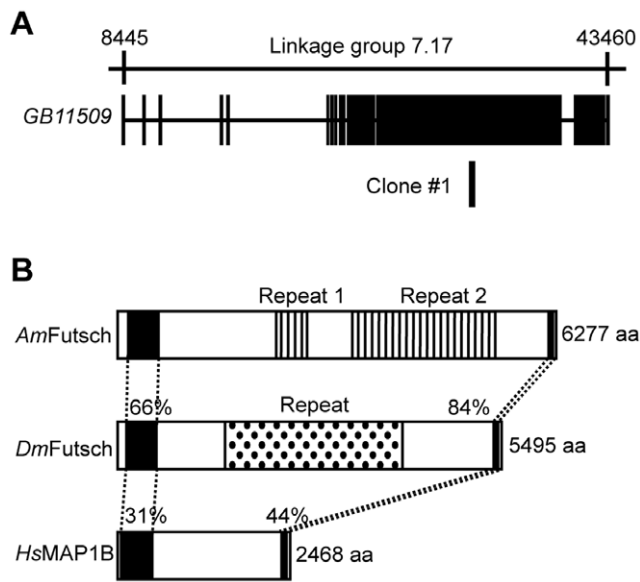 A
8445 43460
Linkage group 7.17
GB11509
Clone #1
B
Repeat 1 Repeat 2
AmFutsch 6277 aa
66% Repeat 84%
DmFutsch 5495 aa
31% 44%
HsMAP1B 2468 aa